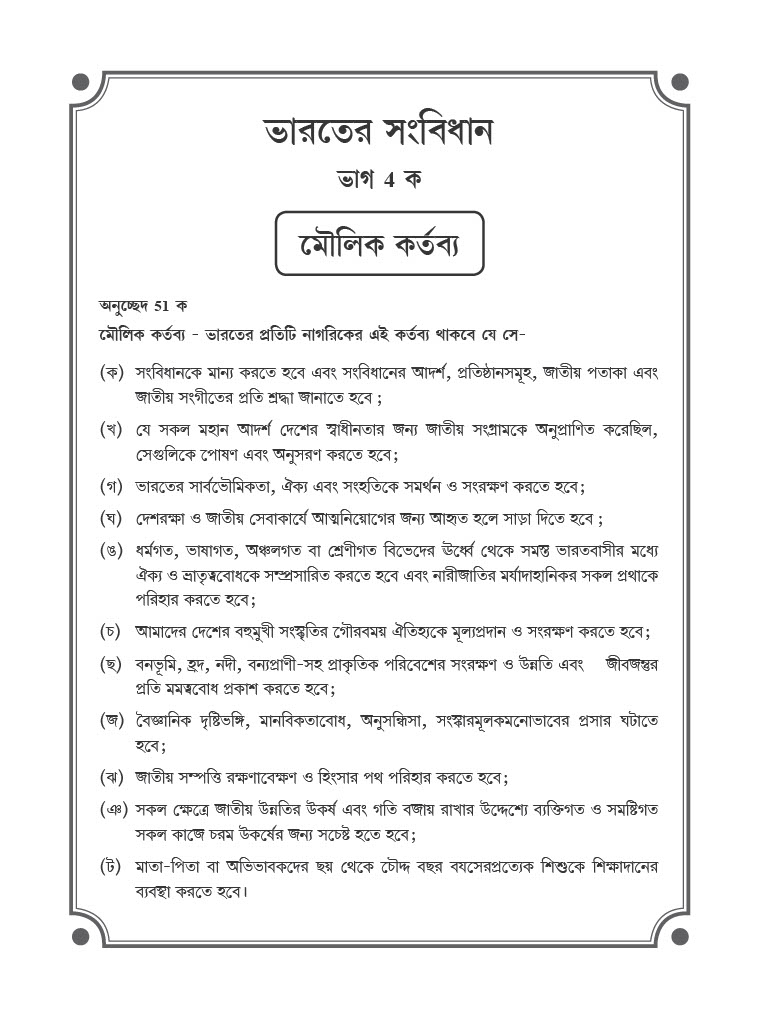 ভারতের সংবিধান
ভাগ 4 ক
মৌলিক কর্তব্য
অনুচ্ছেদ 51 ক
মৌলিক কর্তব্য - ভারতের প্রতিটি নাগরিকের এই কর্তব্য থাকবে যে সে-
(ক) সংবিধানকে মান্য করতে হবে এবং সংবিধানের আদর্শ, প্রতিষ্ঠানসমূহ, জাতীয় পতাকা এবং
জাতীয় সংগীতের প্রতি শ্রদ্ধা জানাতে হবে ;
(খ) যে সকল মহান আদর্শ দেশের স্বাধীনতার জন্য জাতীয় সংগ্রামকে অনুপ্রাণিত করেছিল,
সেগুলিকে পোষণ এবং অনুসরণ করতে হবে;
(গ) ভারতের সার্বভৌমিকতা, ঐক্য এবং সংহতিকে সমর্থন ও সংরক্ষণ করতে হবে;
(ঘ) দেশরক্ষা ও জাতীয় সেবাকার্যে আত্মনিয়োগের জন্য আহূত হলে সাড়া দিতে হবে ;
(ঙ) ধর্মগত, ভাষাগত, অঞ্চলগত বা শ্রেণীগত বিভেদের ঊর্ধ্বে থেকে সমস্ত ভারতবাসীর মধ্যে
ঐক্য ও ভ্রাতৃত্ববোধকে সম্প্রসারিত করতে হবে এবং নারীজাতির মর্যাদাহানিকর সকল প্রথাকে
পরিহার করতে হবে;
(চ) আমাদের দেশের বহুমুখী সংস্কৃতির গৌরবময় ঐতিহ্যকে মূল্যপ্রদান ও সংরক্ষণ করতে হবে;
(ছ) বনভূমি, হ্রদ, নদী, বন্যপ্রাণী-সহ প্রাকৃতিক পরিবেশের সংরক্ষণ ও উন্নতি এবং জীবজন্তুর
প্রতি মমত্ববোধ প্রকাশ করতে হবে;
(জ) বৈজ্ঞানিক দৃষ্টিভঙ্গি, মানবিকতাবোধ, অনুসন্ধিসা, সংস্কারমূলকমনোভাবের প্রসার ঘটাতে
হবে;
(ঝ) জাতীয় সম্পত্তি রক্ষণাবেক্ষণ ও হিংসার পথ পরিহার করতে হবে;
(ঞ) সকল ক্ষেত্রে জাতীয় উন্নতির উকর্ষ এবং গতি বজায় রাখার উদ্দেশ্যে ব্যক্তিগত ও সমষ্টিগত
সকল কাজে চরম উকর্ষের জন্য সচেষ্ট হতে হবে;
(ট) মাতা-পিতা বা অভিভাবকদের ছয় থেকে চৌদ্দ বছর বযসেরপ্রত্যেক শিশুকে শিক্ষাদানের
ব্যবস্থা করতে হবে।